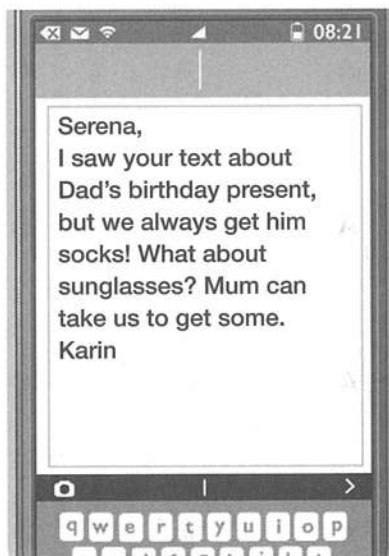 08:21
Serena,
I saw your text about
Dad's birthday present,
but we always get him
socks! What about
sunglasses? Mum can
take us to get some.
Karin
q w e r t y u i o p